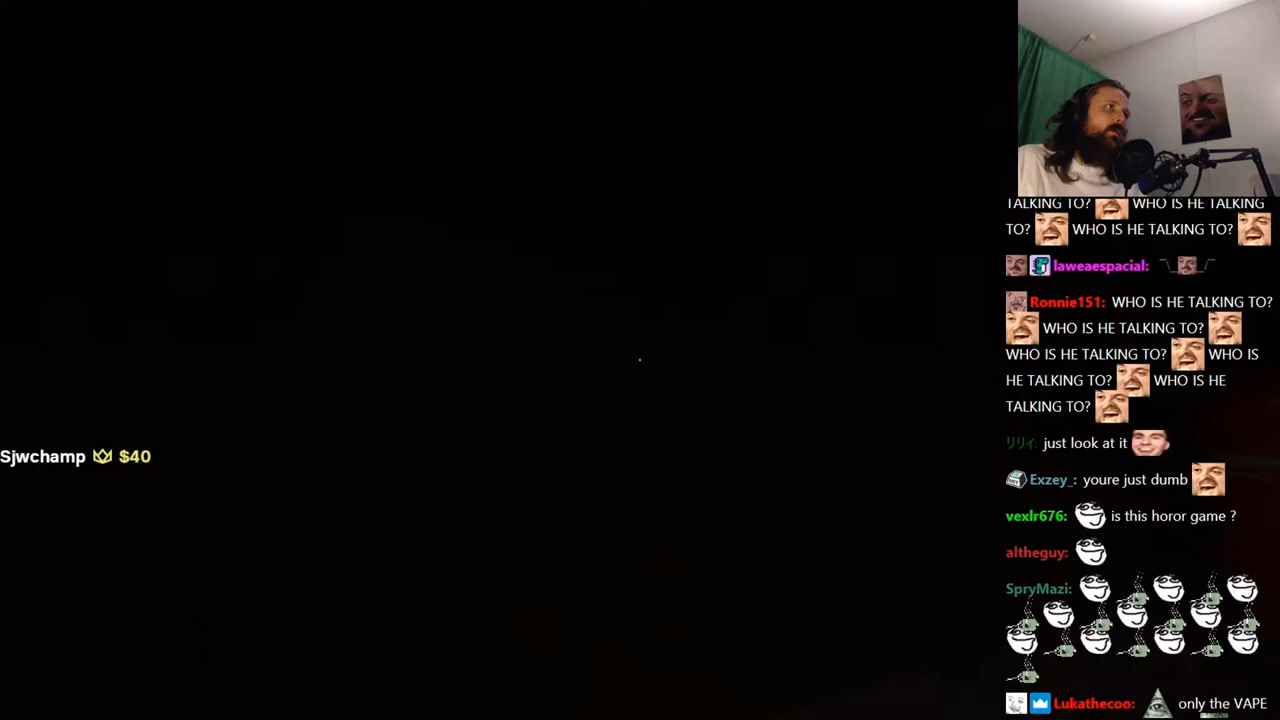 TALKING TO? WHO IS HE TALKING
TO? WHO IS HE TALKING TO?
laweaespacial: ¯\_ _/¯
Ronnie151: WHO IS HE TALKING TO?
WHO IS HE TALKING TO?
WHO IS HE TALKING TO? WHO IS
HE TALKING TO? WHO IS HE
TALKING TO?
リリィ: just look at it
Sjwchamp $40
Exzey_: youre just dumb
vexlr676: is this horor game ?
altheguy:
SpryMazi:
Lukathecoo: only the VAPE